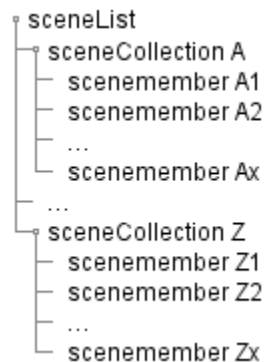 sceneList
sceneCollection A
scenemember A1
scenemember A2
...
scenemember Ax
...
sceneCollection Z
scenemember Z1
scenemember Z2
...
scenemember Zx